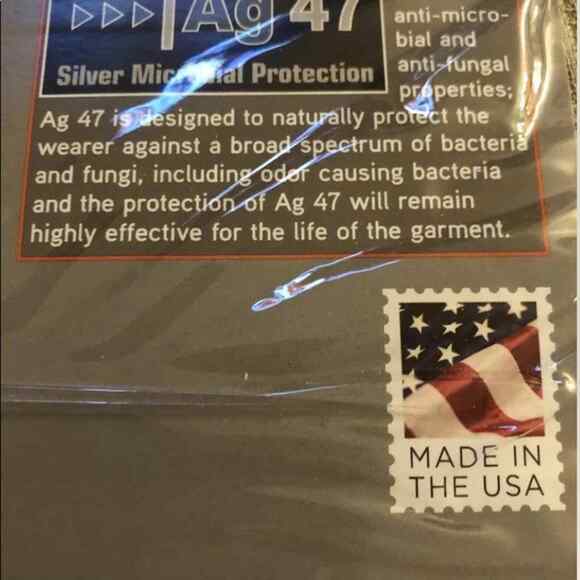 Ag 47
Silver Microbial Protection
anti-micro-
bial and
anti-fungal
properties;
Ag 47 is designed to naturally protect the
wearer against a broad spectrum of bacteria
and fungi, including odor causing bacteria
and the protection of Ag 47 will remain
highly effective for the life of the garment.
MADE IN
THE USA